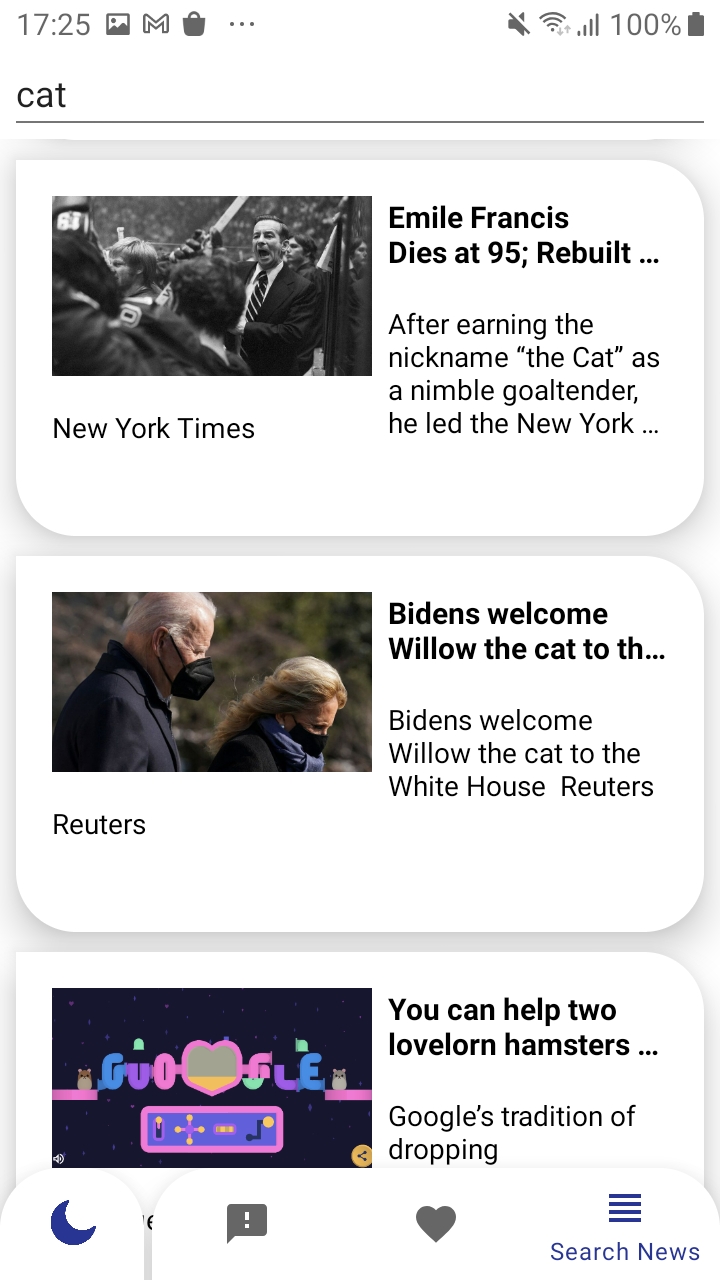 17:25 ... 100%
cat
Emile Francis
Dies at 95; Rebuilt ...
After earning the
nickname “the Cat” as
a nimble goaltender,
he led the New York ...
New York Times
Bidens welcome
Willow the cat to th...
Bidens welcome
Willow the cat to the
White House  Reuters
Reuters
You can help two
lovelorn hamsters ...
Google’s tradition of
dropping
Search News